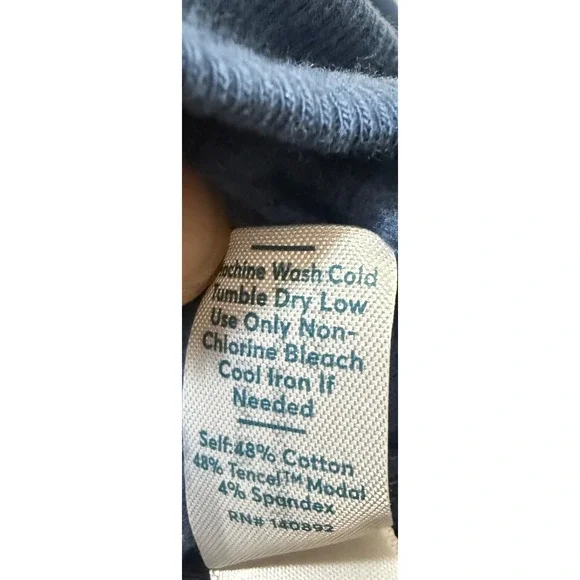 Machine Wash Cold
Tumble Dry Low
Use Only Non-
Chlorine Bleach
Cool Iron If
Needed
Self:48% Cotton
48% Tencel™ Modal
4% Spandex
RN# 140892